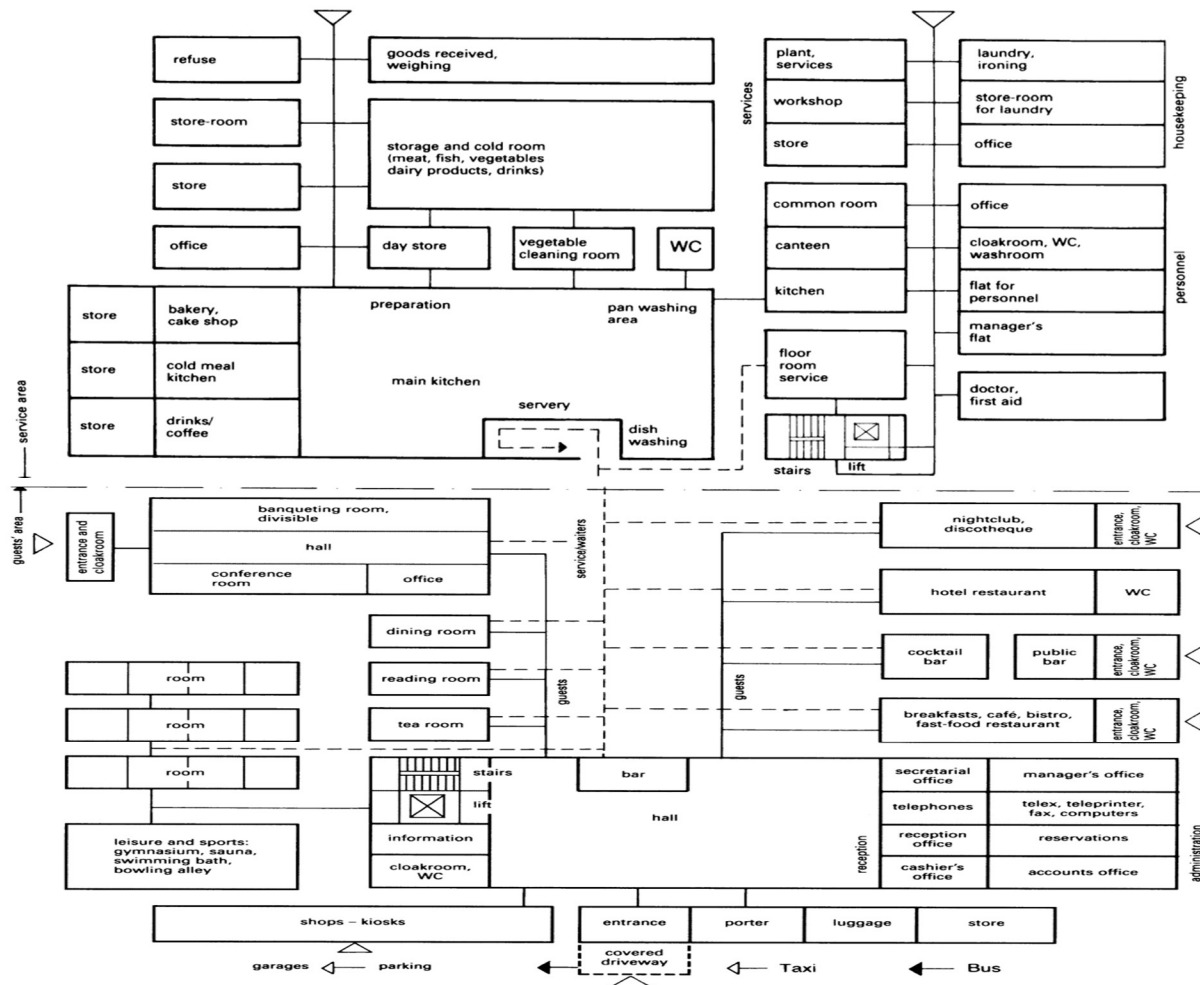 refuse
goods received,
weighing
store-room
storage and cold room
(meat, fish, vegetables
dairy products, drinks)
store
office
day store
vegetable
cleaning room
WC
services
plant,
services
workshop
store
laundry,
ironing
store-room
for laundry
office
housekeeping
common room
canteen
kitchen
office
cloakroom, WC,
washroom
flat for
personnel
manager's
flat
personnel
store
bakery,
cake shop
preparation
pan washing
area
store
cold meal
kitchen
main kitchen
store
drinks/
coffee
servery
dish
washing
floor
room
service
doctor,
first aid
stairs
lift
service area
guests' area
entrance and
cloakroom
banqueting room,
divisible
hall
conference
room
office
service/waiters
nightclub,
discotheque
entrance,
cloakroom,
WC
hotel restaurant
WC
dining room
reading room
tea room
guests
guests
cocktail
bar
public
bar
entrance,
cloakroom,
WC
breakfasts, café, bistro,
fast-food restaurant
entrance,
cloakroom,
WC
room
room
room
leisure and sports:
gymnasium, sauna,
swimming bath,
bowling alley
stairs
lift
information
cloakroom,
WC
bar
hall
reception
secretarial
office
manager's office
telephones
telex, teleprinter,
fax, computers
reception
office
reservations
cashier's
office
accounts office
administration
shops – kiosks
entrance
porter
luggage
store
covered
driveway
garages
parking
Taxi
Bus